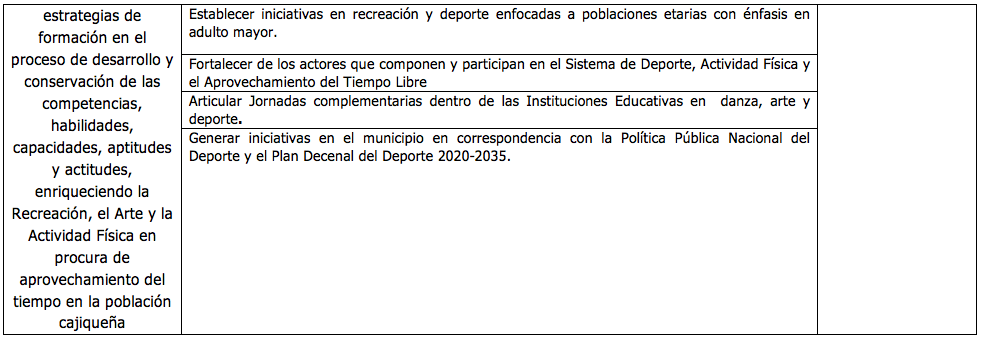 estrategias de
formación en el
proceso de desarrollo y
conservación de las
competencias,
habilidades,
capacidades, aptitudes
y actitudes,
enriqueciendo la
Recreación, el Arte y la
Actividad Física en
procura de
aprovechamiento del
tiempo en la población
cajiqueña
Establecer iniciativas en recreación y deporte enfocadas a poblaciones etarias con énfasis en
adulto mayor.
Fortalecer de los actores que componen y participan en el Sistema de Deporte, Actividad Física y
el Aprovechamiento del Tiempo Libre
Articular Jornadas complementarias dentro de las Instituciones Educativas en danza, arte y
deporte.
Generar iniciativas en el municipio en correspondencia con la Política Pública Nacional del
Deporte y el Plan Decenal del Deporte 2020-2035.